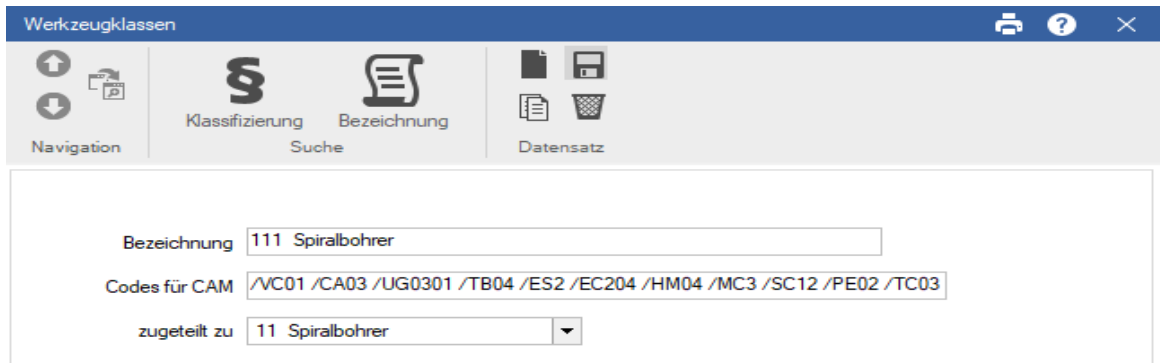 Werkzeugklassen
Klassifizierung Bezeichnung
Navigation Suche Datensatz
Bezeichnung 111 Spiralbohrer
Codes für CAM /VC01 /CA03 /UG0301 /TB04 /ES2 /EC204 /HM04 /MC3 /SC12 /PE02 /TC03
zugeteilt zu 11 Spiralbohrer